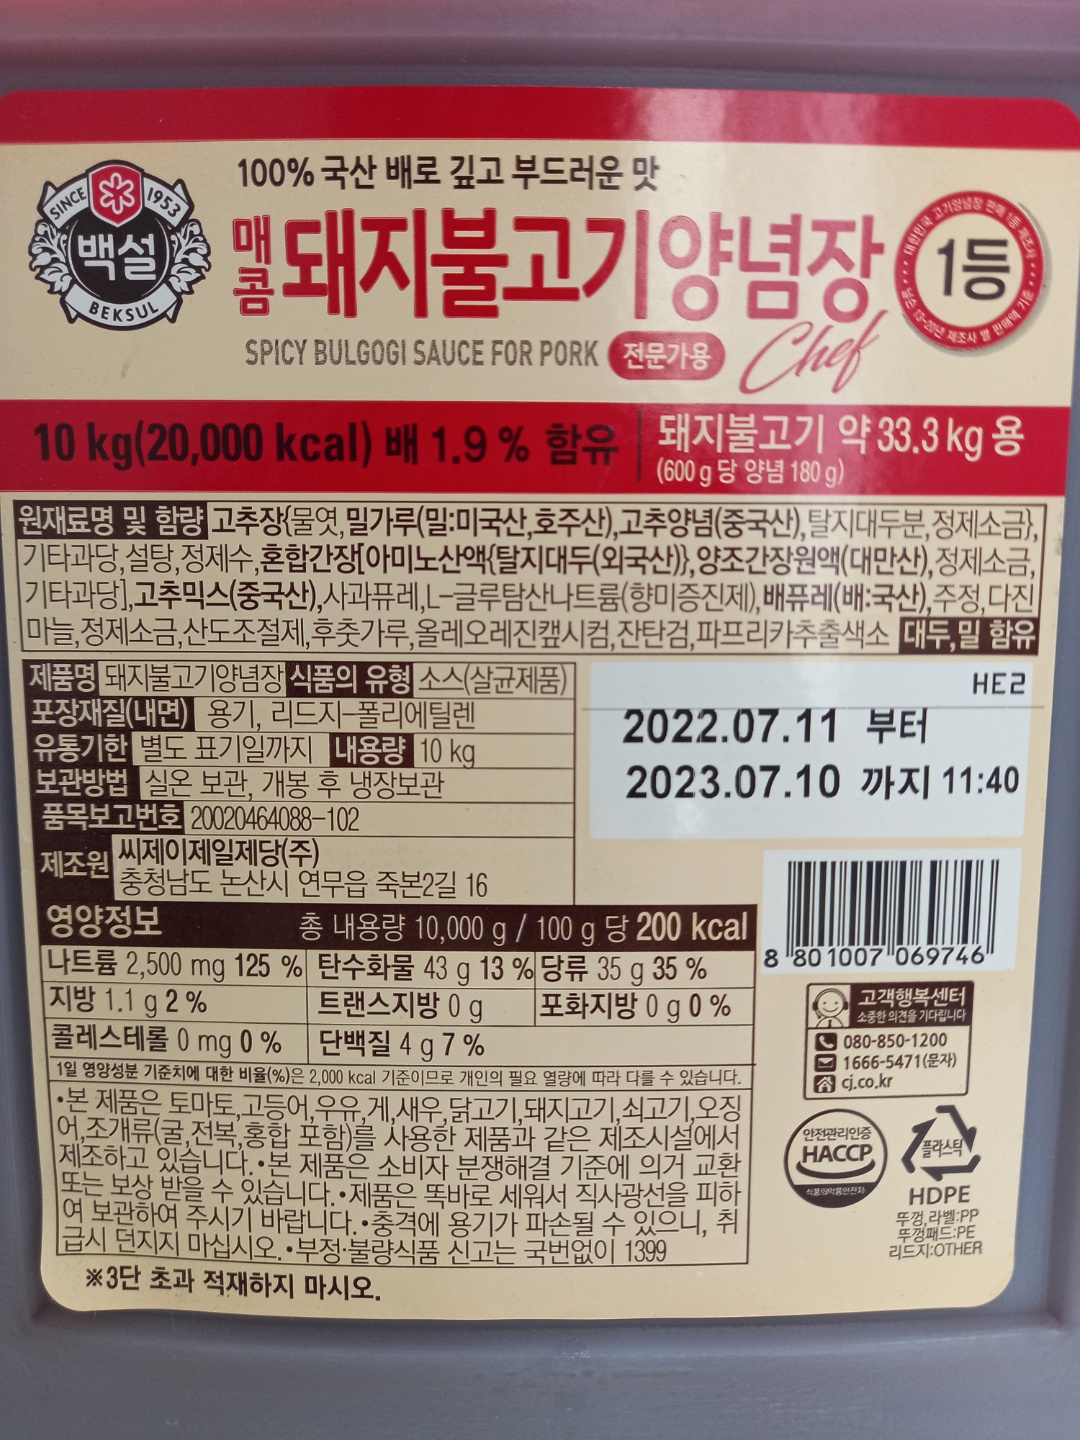 SINCE 1953
백설
BEKSUL
100% 국산 배로 깊고 부드러운 맛
매콤 돼지불고기양념장
SPICY BULGOGI SAUCE FOR PORK 전문가용 Chef
1등
10 kg(20,000 kcal) 배 1.9 % 함유
돼지불고기 약 33.3 kg 용
(600 g 당 양념 180 g)
원재료명 및 함량 고추장{물엿,밀가루(밀:미국산,호주산),고추양념(중국산),탈지대두분,정제소금},
기타과당,설탕,정제수,혼합간장[아미노산액{탈지대두(외국산)},양조간장원액(대만산),정제소금,
기타과당],고추믹스(중국산),사과퓨레,L-글루탐산나트륨(향미증진제),배퓨레(배:국산),주정,다진
마늘,정제소금,산도조절제,후춧가루,올레오레진캪시컴,잔탄검,파프리카추출색소 대두,밀 함유
제품명 돼지불고기양념장 식품의 유형 소스(살균제품)
포장재질(내면) 용기, 리드지-폴리에틸렌
유통기한 별도 표기일까지 내용량 10 kg
보관방법 실온 보관, 개봉 후 냉장보관
품목보고번호 20020464088-102
제조원 씨제이제일제당(주)
충청남도 논산시 연무읍 죽본2길 16
HE2
2022.07.11 부터
2023.07.10 까지 11:40
영양정보 총 내용량 10,000 g / 100 g 당 200 kcal
나트륨 2,500 mg 125 % 탄수화물 43 g 13 % 당류 35 g 35 %
지방 1.1 g 2 % 트랜스지방 0 g 포화지방 0 g 0 %
콜레스테롤 0 mg 0 % 단백질 4 g 7 %
1일 영양성분 기준치에 대한 비율(%)은 2,000 kcal 기준이므로 개인의 필요 열량에 따라 다를 수 있습니다.
•본 제품은 토마토,고등어,우유,게,새우,닭고기,돼지고기,쇠고기,오징
어,조개류(굴,전복,홍합 포함)를 사용한 제품과 같은 제조시설에서
제조하고 있습니다.•본 제품은 소비자 분쟁해결 기준에 의거 교환
또는 보상 받을 수 있습니다.•제품은 똑바로 세워서 직사광선을 피하
여 보관하여 주시기 바랍니다.•충격에 용기가 파손될 수 있으니, 취
급시 던지지 마십시오.•부정·불량식품 신고는 국번없이 1399
※3단 초과 적재하지 마시오.
8 801007 069746
고객행복센터
소중한 의견을 기다립니다
080-850-1200
1666-5471(문자)
cj.co.kr
안전관리인증
HACCP
식품의약품안전처
플라스틱
HDPE
뚜껑,라벨:PP
뚜껑패드:PE
리드지:OTHER